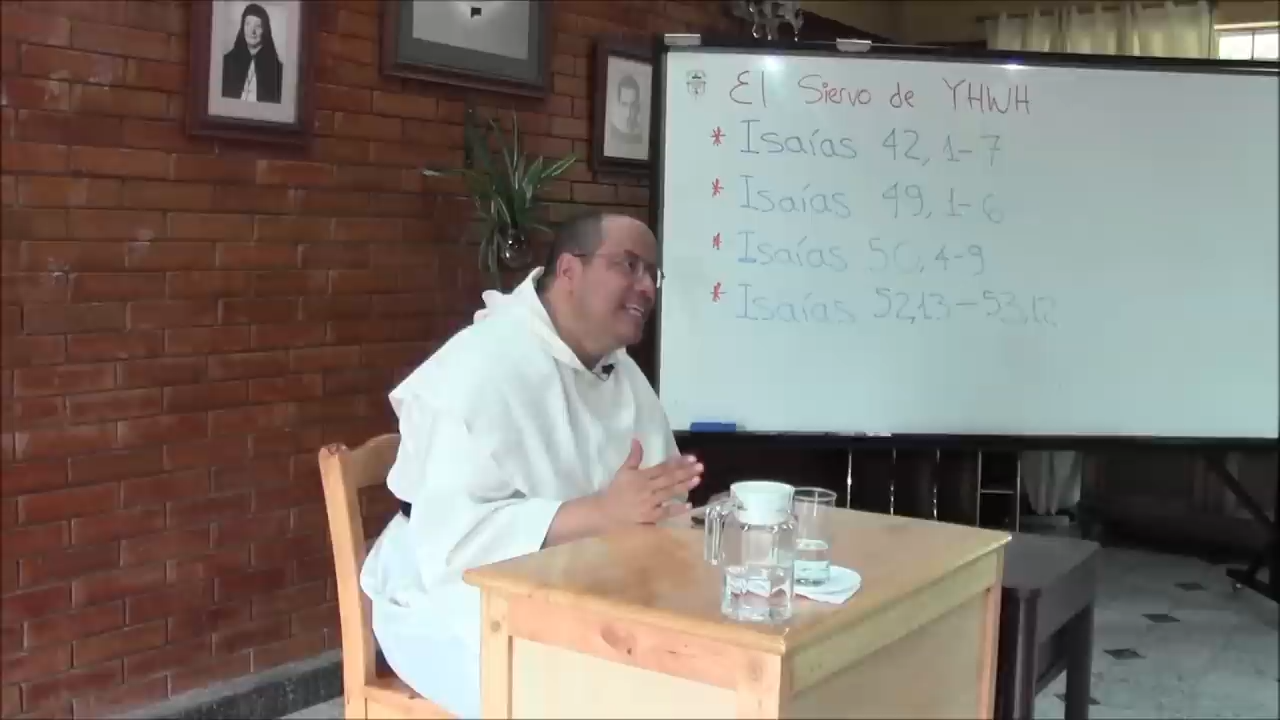 El Siervo de YHWH
* Isaías 42, 1-7
* Isaías 49, 1-6
* Isaías 50, 4-9
* Isaías 52,13-53,12